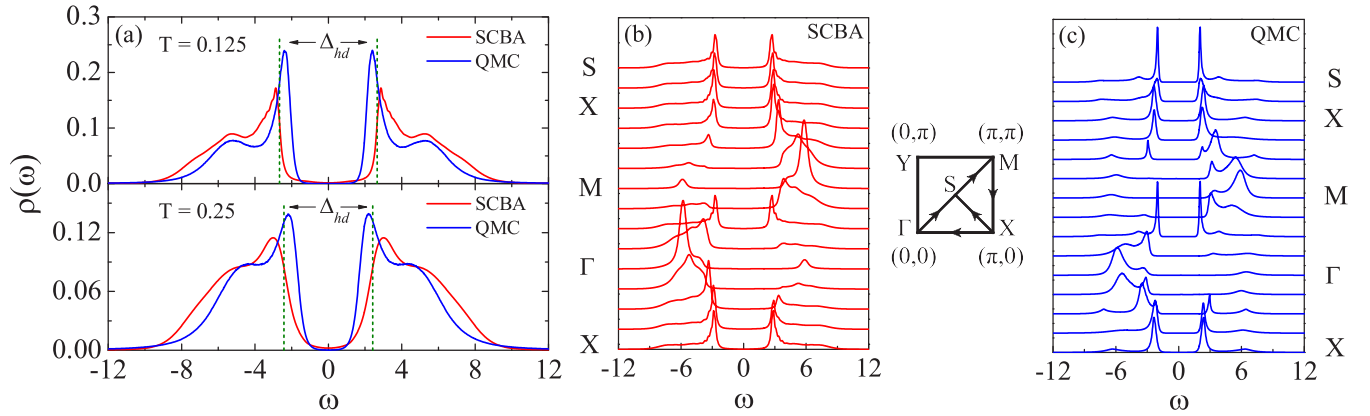 (a)
T = 0.125
Δhd
SCBA
QMC
0.3
0.2
0.1
0.0
T = 0.25
Δhd
SCBA
QMC
0.12
0.06
0.00
ρ(ω)
-12 -8 -4 0 4 8 12
ω
(b) SCBA
S
X
M
Γ
X
-12 -6 0 6 12
ω
(0,π) (π,π)
Y M
S
Γ X
(0,0) (π,0)
(c) QMC
S
X
M
Γ
X
-12 -6 0 6 12
ω